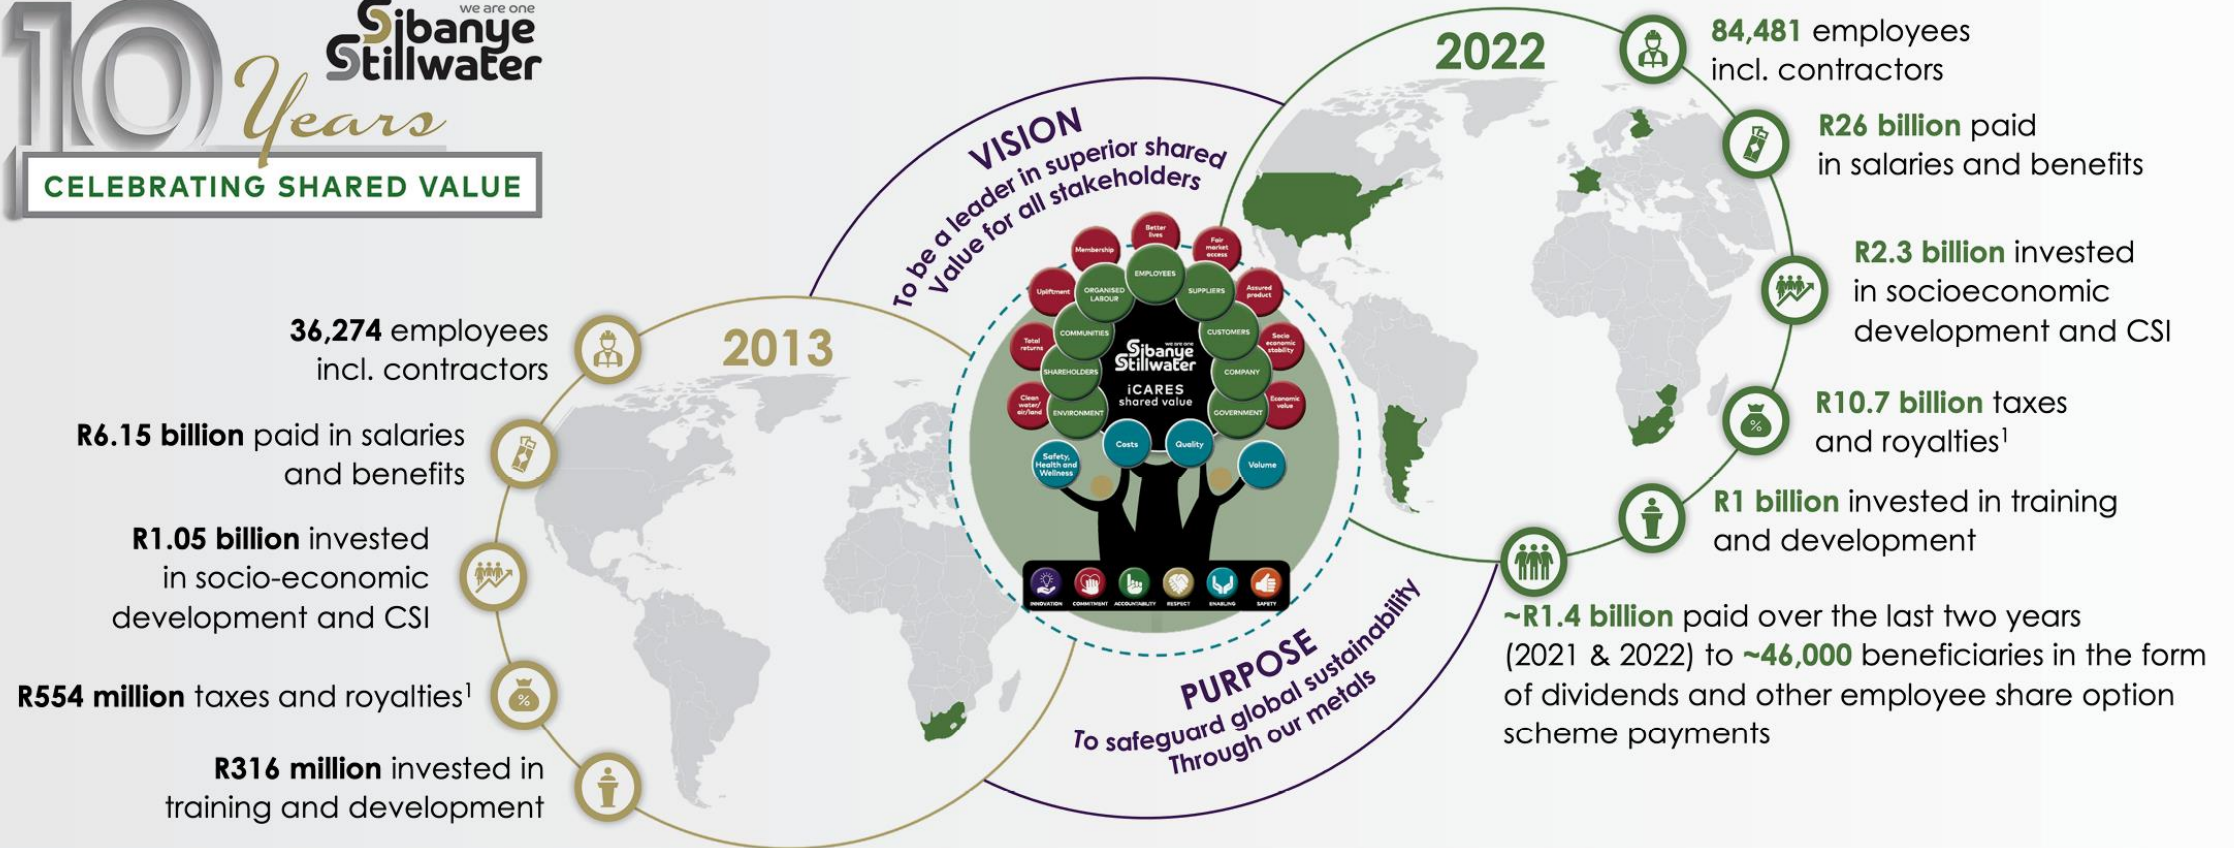 10
Years
we are one
Sibanye
Stillwater
CELEBRATING SHARED VALUE
2013
36,274 employees
incl. contractors
R6.15 billion paid in salaries
and benefits
R1.05 billion invested
in socio-economic
development and CSI
R554 million taxes and royalties¹
R316 million invested in
training and development
VISION
To be a leader in superior shared
Value for all stakeholders
Better
lives
Membership
Fair
market
access
Upliftment
Assured
product
Total
returns
Socio
economic
stability
Clean
water/
air/land
Economic
value
EMPLOYEES
ORGANISED
LABOUR
SUPPLIERS
COMMUNITIES
CUSTOMERS
SHAREHOLDERS
COMPANY
ENVIRONMENT
GOVERNMENT
we are one
Sibanye
Stillwater
iCARES
shared value
Costs
Quality
Safety,
Health and
Wellness
Volume
INNOVATION
COMMITMENT
ACCOUNTABILITY
RESPECT
ENABLING
SAFETY
PURPOSE
To safeguard global sustainability
Through our metals
2022
84,481 employees
incl. contractors
R26 billion paid
in salaries and benefits
R2.3 billion invested
in socioeconomic
development and CSI
R10.7 billion taxes
and royalties¹
R1 billion invested in training
and development
~R1.4 billion paid over the last two years
(2021 & 2022) to ~46,000 beneficiaries in the form
of dividends and other employee share option
scheme payments